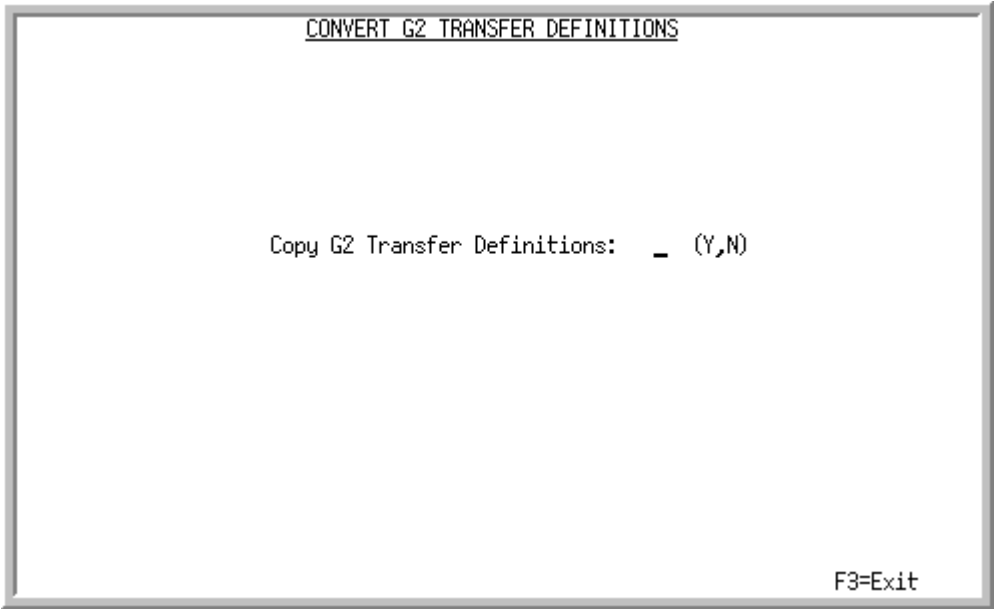 CONVERT G2 TRANSFER DEFINITIONS
Copy G2 Transfer Definitions: _ (Y,N)
F3=Exit